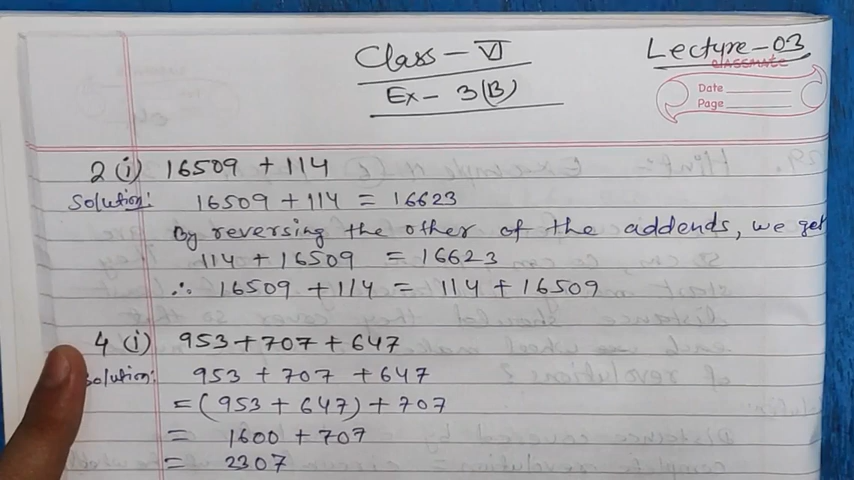 Class - VI
Lecture - 03
Ex - 3(B)
classmate
Date
Page
2 (i) 16509 + 114
Solution: 16509 + 114 = 16623
By reversing the other of the addends, we get
114 + 16509 = 16623
∴ 16509 + 114 = 114 + 16509
4 (i) 953 + 707 + 647
Solution: 953 + 707 + 647
= (953 + 647) + 707
= 1600 + 707
= 2307